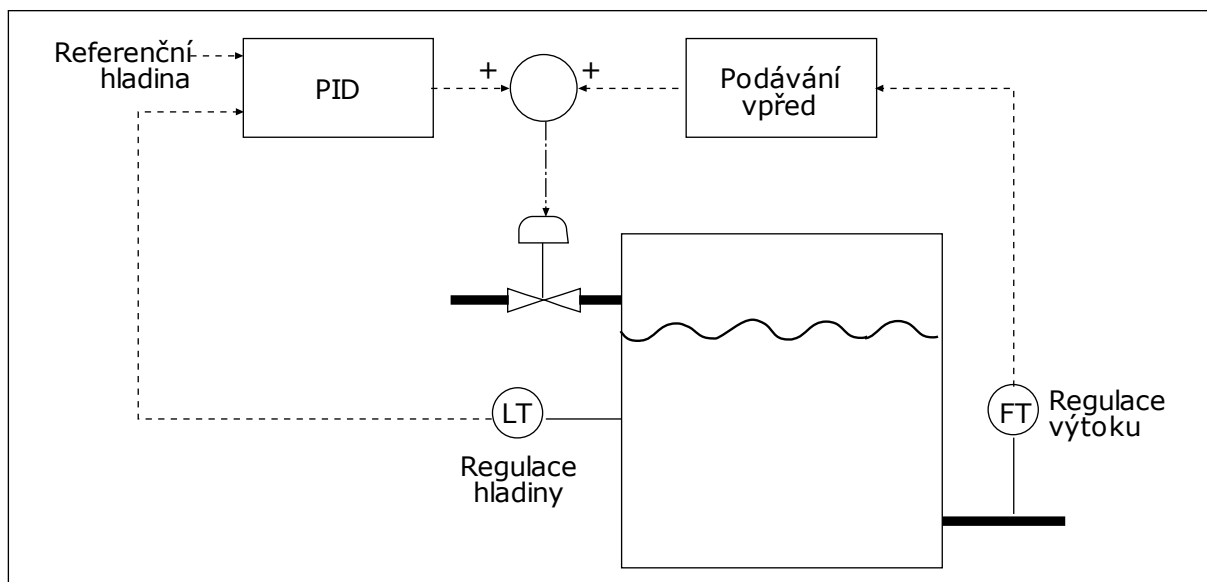 Referenční
hladina
PID
+
+
Podávání
vpřed
LT
Regulace
hladiny
FT
Regulace
výtoku